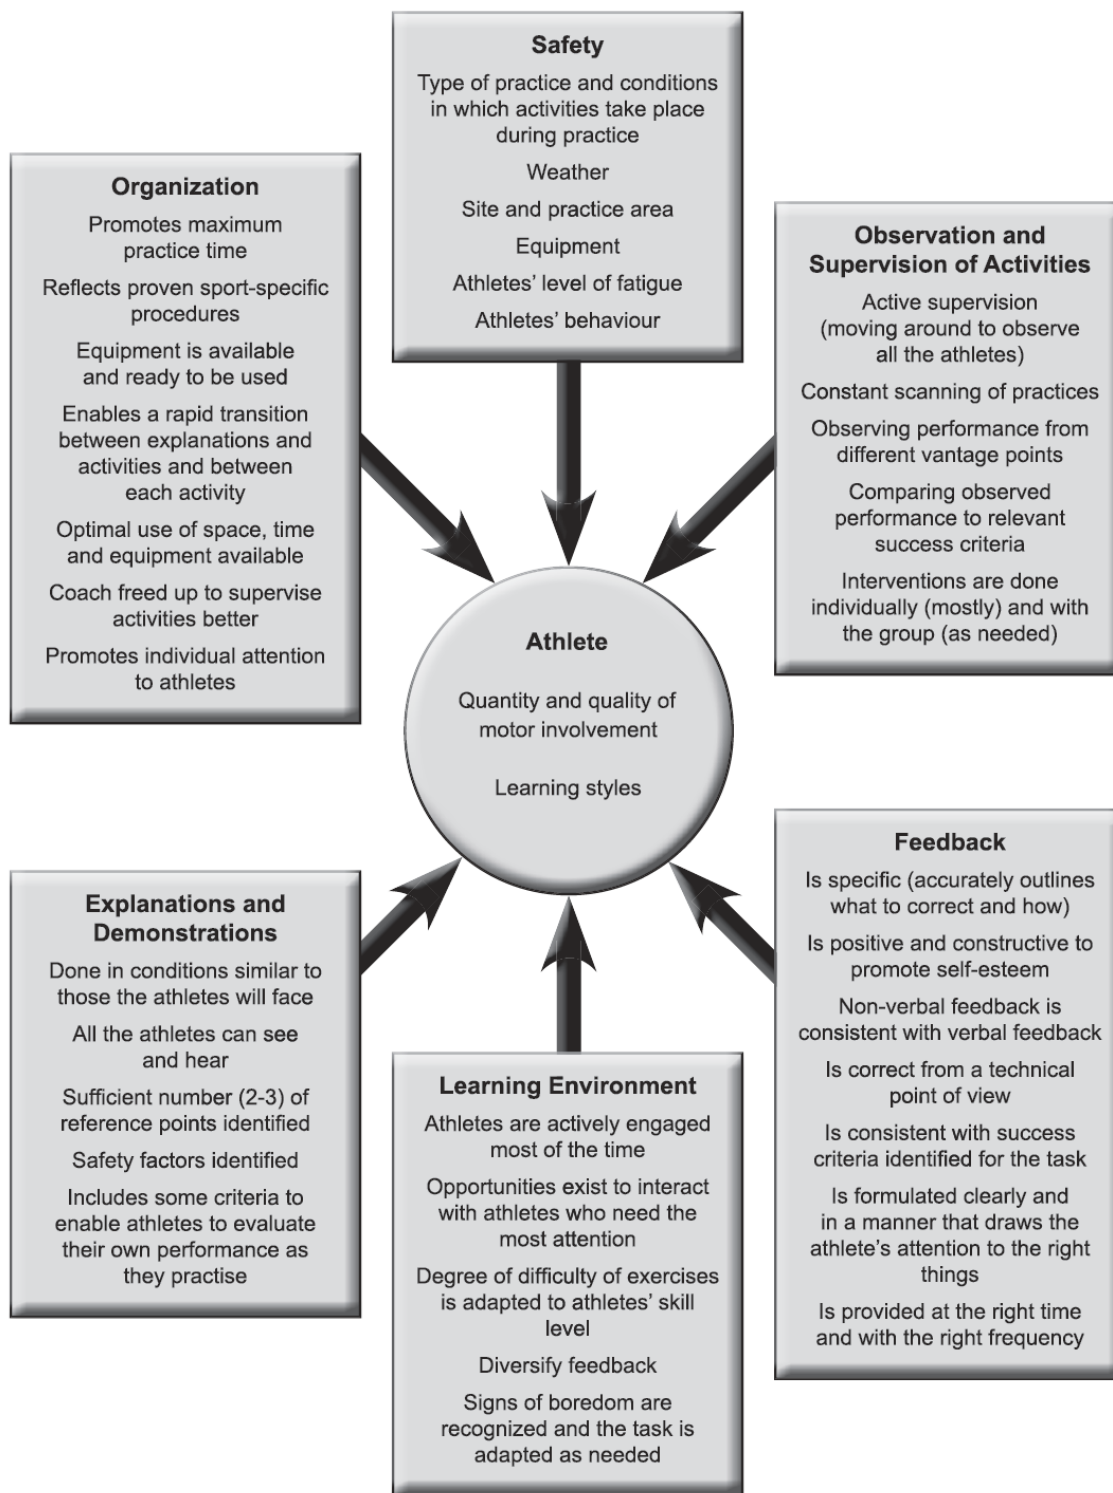 Safety
Type of practice and conditions
in which activities take place
during practice
Weather
Site and practice area
Equipment
Athletes’ level of fatigue
Athletes’ behaviour
Organization
Promotes maximum
practice time
Reflects proven sport-specific
procedures
Equipment is available
and ready to be used
Enables a rapid transition
between explanations and
activities and between
each activity
Optimal use of space, time
and equipment available
Coach freed up to supervise
activities better
Promotes individual attention
to athletes
Observation and
Supervision of Activities
Active supervision
(moving around to observe
all the athletes)
Constant scanning of practices
Observing performance from
different vantage points
Comparing observed
performance to relevant
success criteria
Interventions are done
individually (mostly) and with
the group (as needed)
Athlete
Quantity and quality of
motor involvement
Learning styles
Explanations and
Demonstrations
Done in conditions similar to
those the athletes will face
All the athletes can see
and hear
Sufficient number (2-3) of
reference points identified
Safety factors identified
Includes some criteria to
enable athletes to evaluate
their own performance as
they practise
Learning Environment
Athletes are actively engaged
most of the time
Opportunities exist to interact
with athletes who need the
most attention
Degree of difficulty of exercises
is adapted to athletes’ skill
level
Diversify feedback
Signs of boredom are
recognized and the task is
adapted as needed
Feedback
Is specific (accurately outlines
what to correct and how)
Is positive and constructive to
promote self-esteem
Non-verbal feedback is
consistent with verbal feedback
Is correct from a technical
point of view
Is consistent with success
criteria identified for the task
Is formulated clearly and
in a manner that draws the
athlete’s attention to the right
things
Is provided at the right time
and with the right frequency